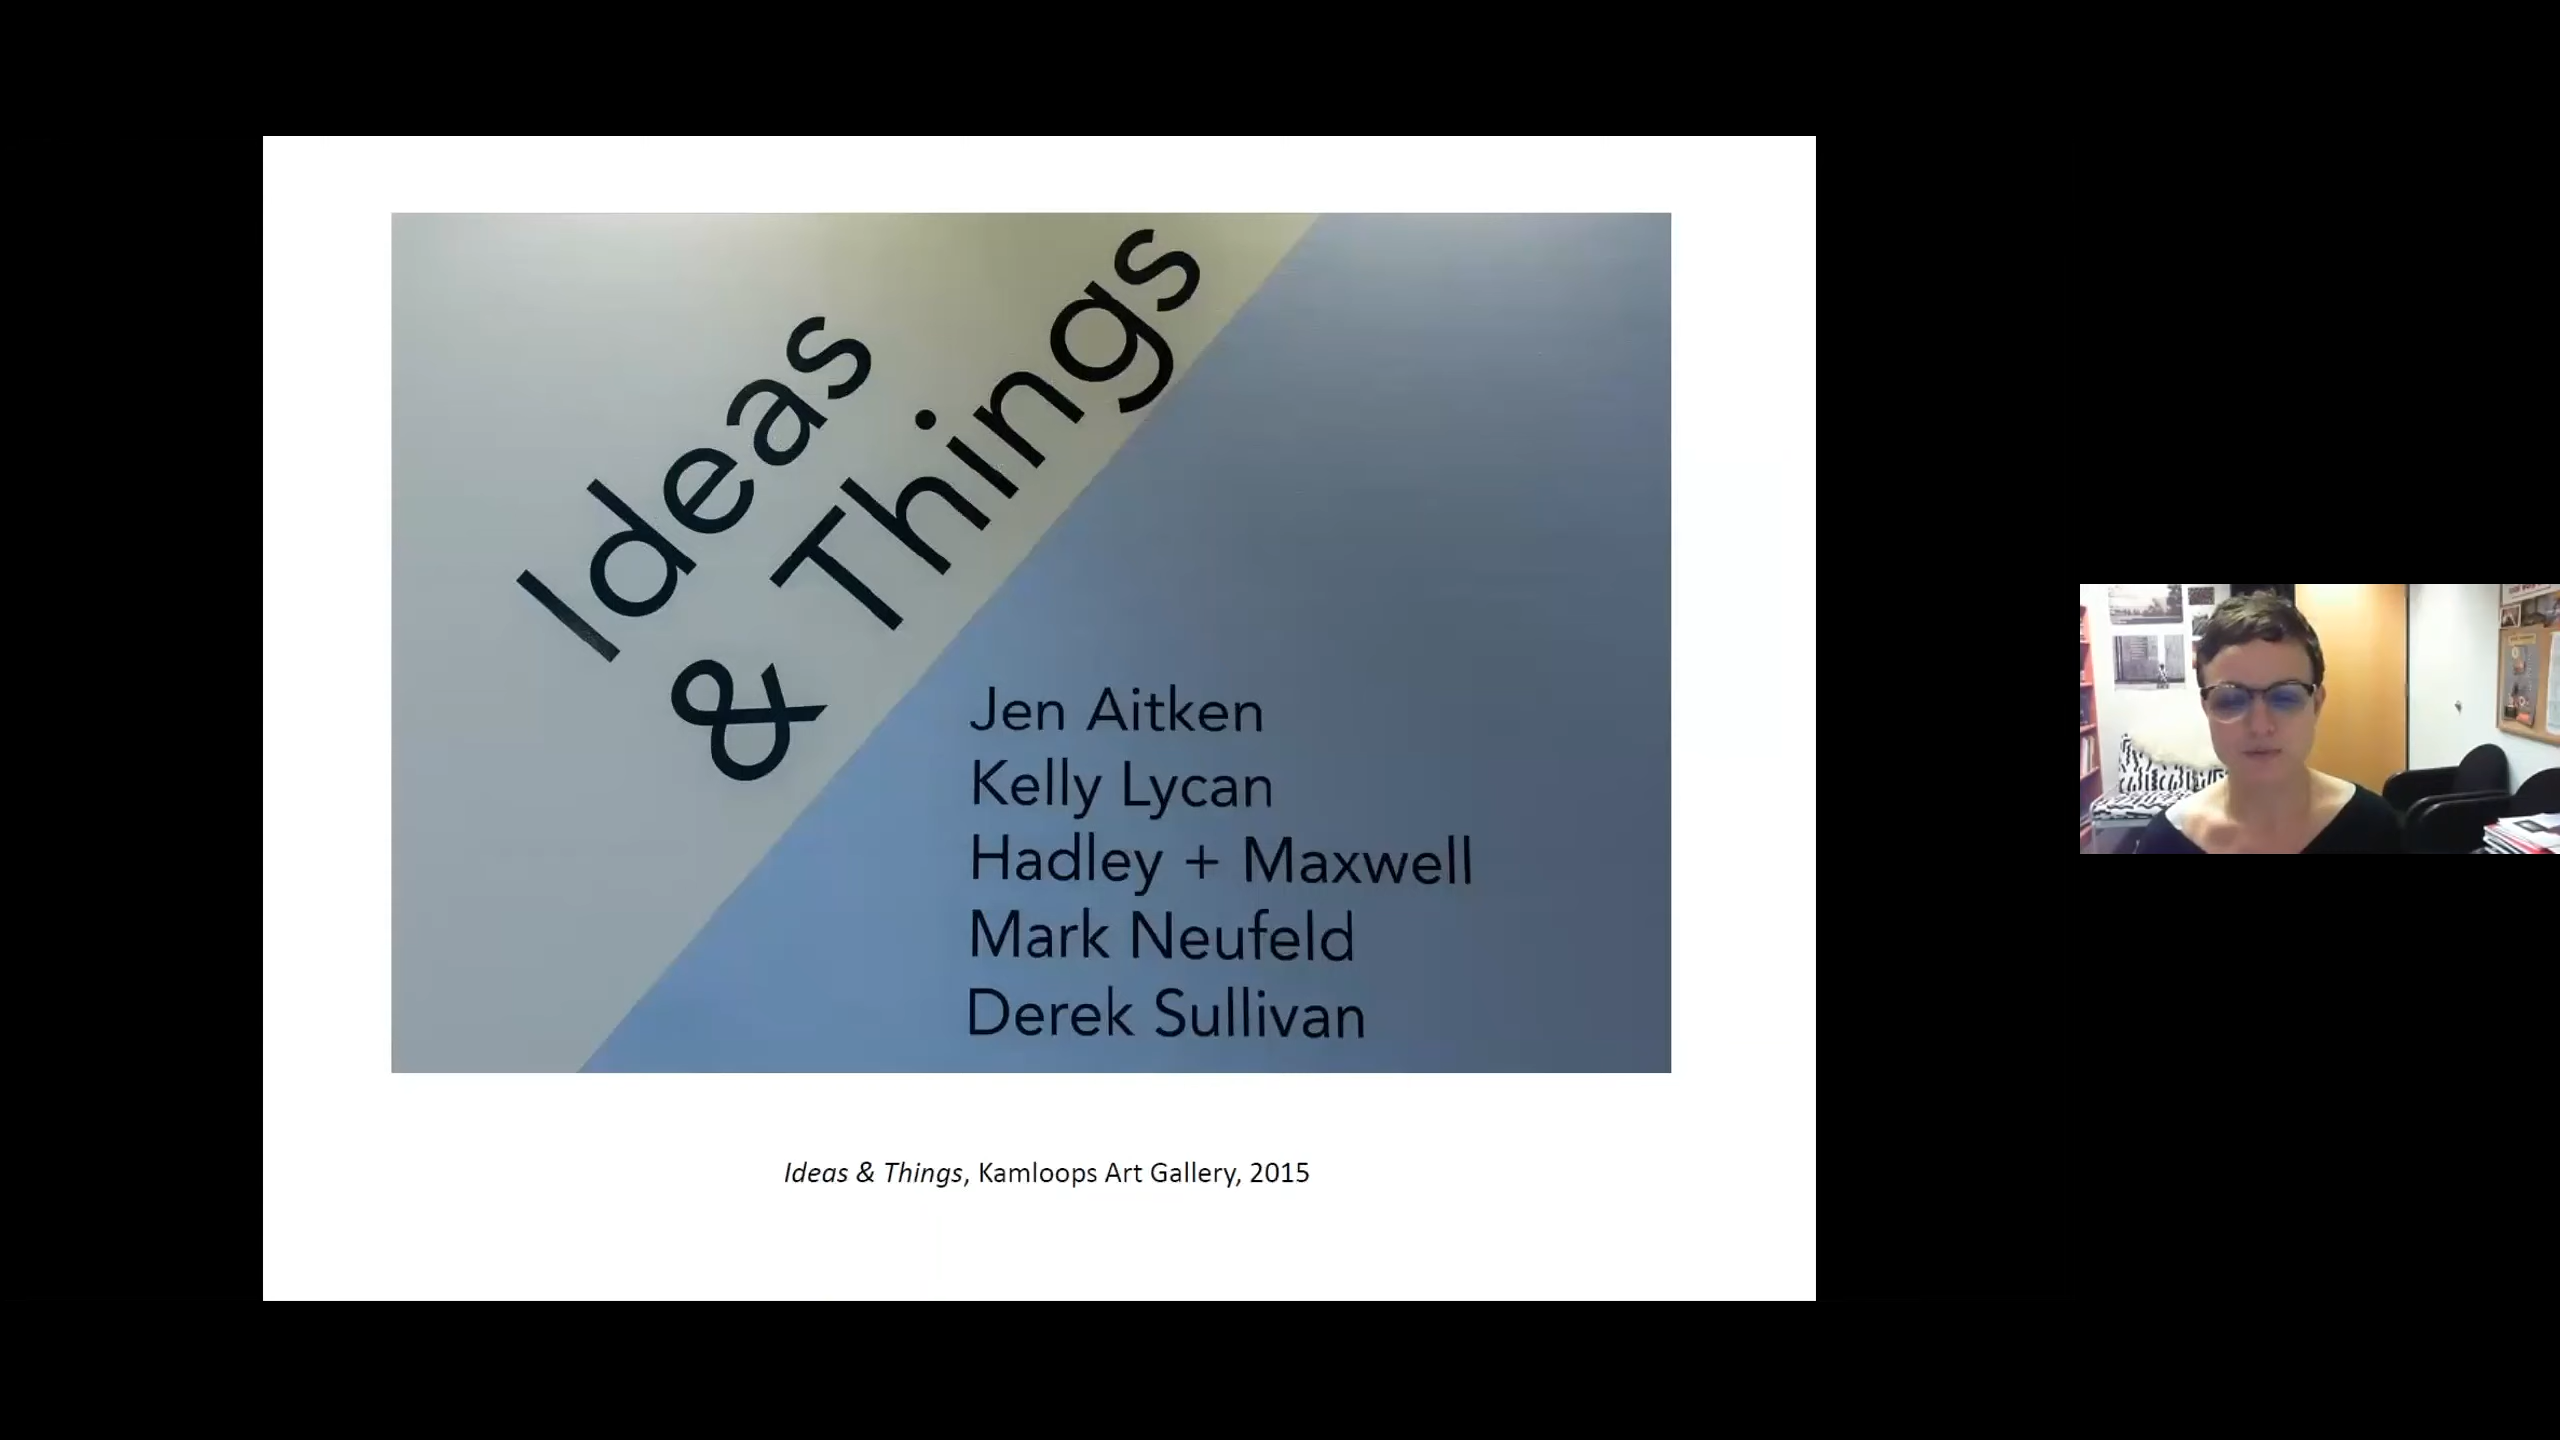 Ideas
& Things
Jen Aitken
Kelly Lycan
Hadley + Maxwell
Mark Neufeld
Derek Sullivan
Ideas & Things, Kamloops Art Gallery, 2015